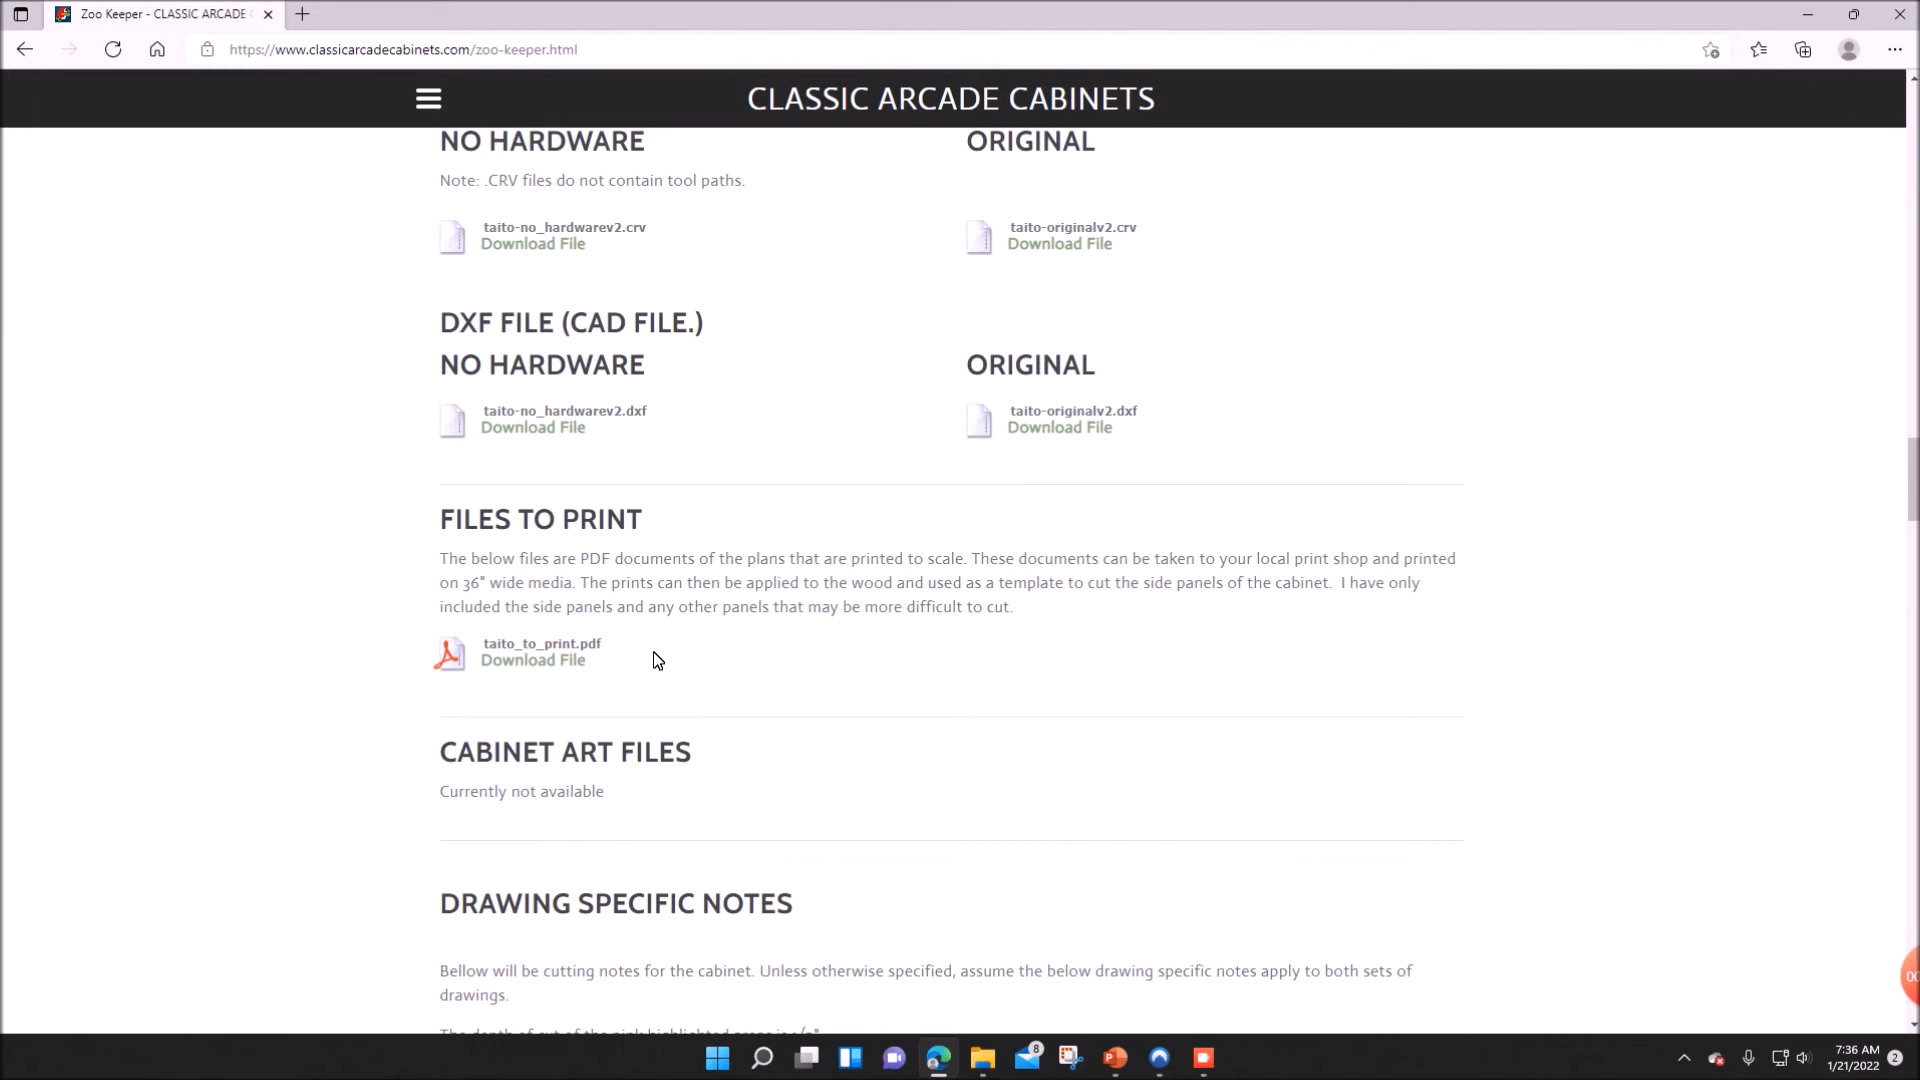 Zoo Keeper - CLASSIC ARCADE C
https://www.classicarcadecabinets.com/zoo-keeper.html
CLASSIC ARCADE CABINETS
NO HARDWARE
ORIGINAL
Note: .CRV files do not contain tool paths.
taito-no_hardwarev2.crv
Download File
taito-originalv2.crv
Download File
DXF FILE (CAD FILE.)
NO HARDWARE
ORIGINAL
taito-no_hardwarev2.dxf
Download File
taito-originalv2.dxf
Download File
FILES TO PRINT
The below files are PDF documents of the plans that are printed to scale. These documents can be taken to your local print shop and printed
on 36" wide media. The prints can then be applied to the wood and used as a template to cut the side panels of the cabinet. I have only
included the side panels and any other panels that may be more difficult to cut.
taito_to_print.pdf
Download File
CABINET ART FILES
Currently not available
DRAWING SPECIFIC NOTES
Bellow will be cutting notes for the cabinet. Unless otherwise specified, assume the below drawing specific notes apply to both sets of
drawings.
00
8
7:36 AM
1/21/2022
2